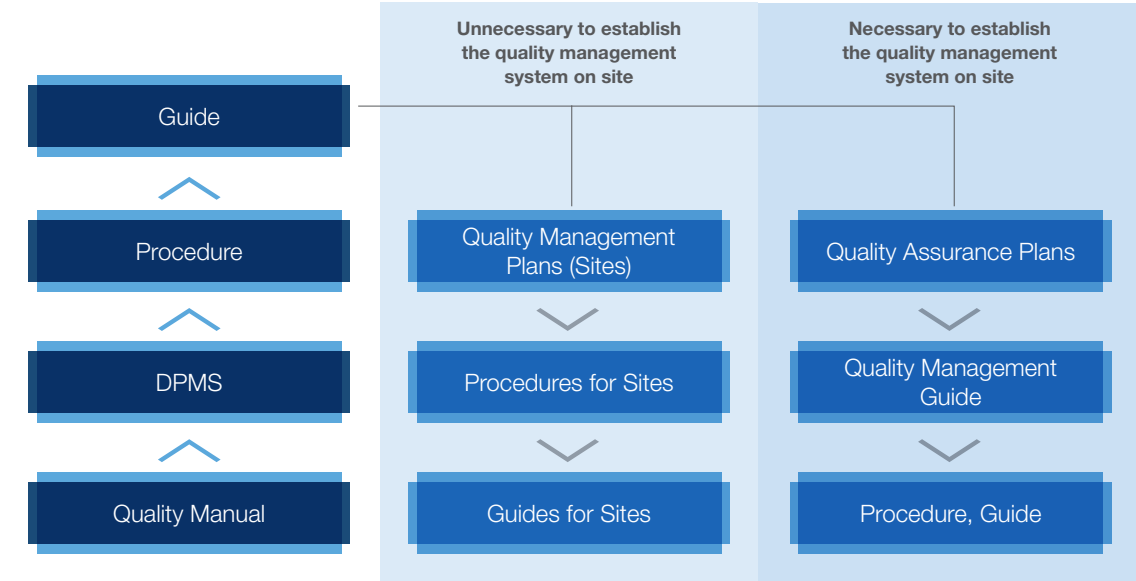 Unnecessary to establish
the quality management
system on site
Necessary to establish
the quality management
system on site
Guide
Procedure
DPMS
Quality Manual
Quality Management
Plans (Sites)
Procedures for Sites
Guides for Sites
Quality Assurance Plans
Quality Management
Guide
Procedure, Guide